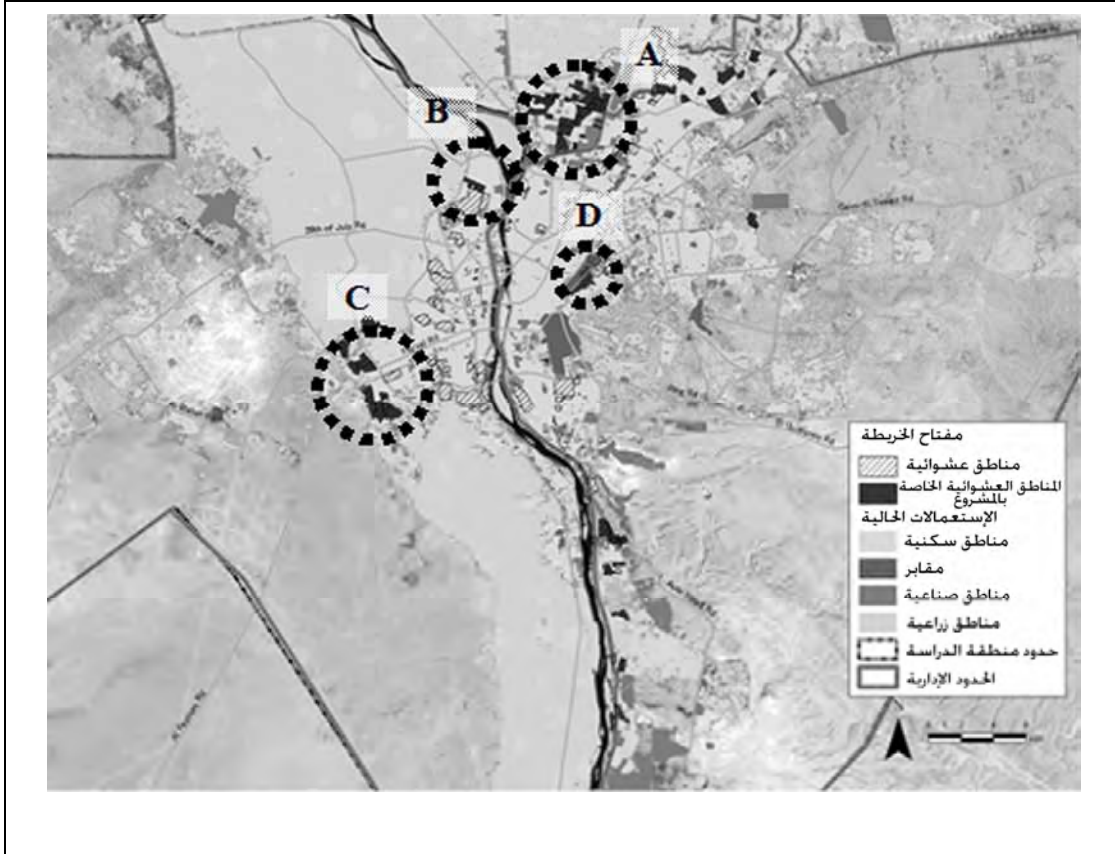 A
B
D
C
26th of July Rd
مفتاح الخريطة
مناطق عشوائية
المناطق العشوائية الخاصة
بالمشروع
الإستعمالات الحالية
مناطق سكنية
مقابر
مناطق صناعية
مناطق زراعية
حدود منطقة الدراسة
الحدود الإدارية